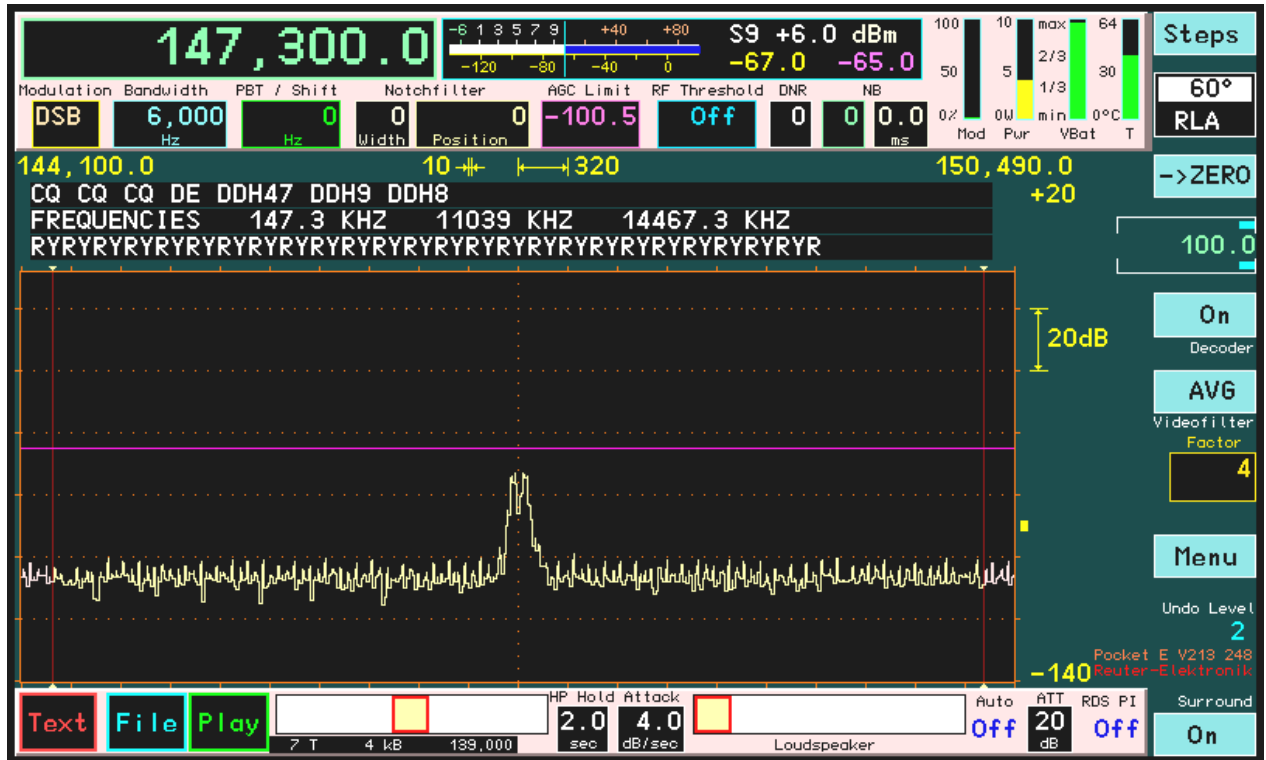 147,300.0
-6 1 3 5 7 9 +40 +80
-120 -80 -40 0
S9 +6.0 dBm
-67.0 -65.0
100 50 0% Mod
10 5 0W Pwr
max 2/3 1/3 min VBat
64 30 0°C T
Steps
Modulation Bandwidth PBT / Shift Notchfilter AGC Limit RF Threshold DNR NB
DSB 6,000 Hz 0 Hz 0 Width 0 Position -100.5 Off 0 0 0.0 ms
60°
RLA
144,100.0 10 320 150,490.0
->ZERO
+20
CQ CQ CQ DE DDH47 DDH9 DDH8
FREQUENCIES 147.3 KHZ 11039 KHZ 14467.3 KHZ
RYRYRYRYRYRYRYRYRYRYRYRYRYRYRYRYRYRYRYRYRYRYRYRYRYR
100.0
On
Decoder
20dB
AVG
Videofilter
Factor
4
Menu
Undo Level
2
Pocket E V213 248
Reuter-Elektronik
-140
Text File Play
7 T 4 kB 139,000
HP Hold Attack
2.0 4.0
sec dB/sec
Loudspeaker
Auto ATT RDS PI
Off 20 Off
dB
Surround
On